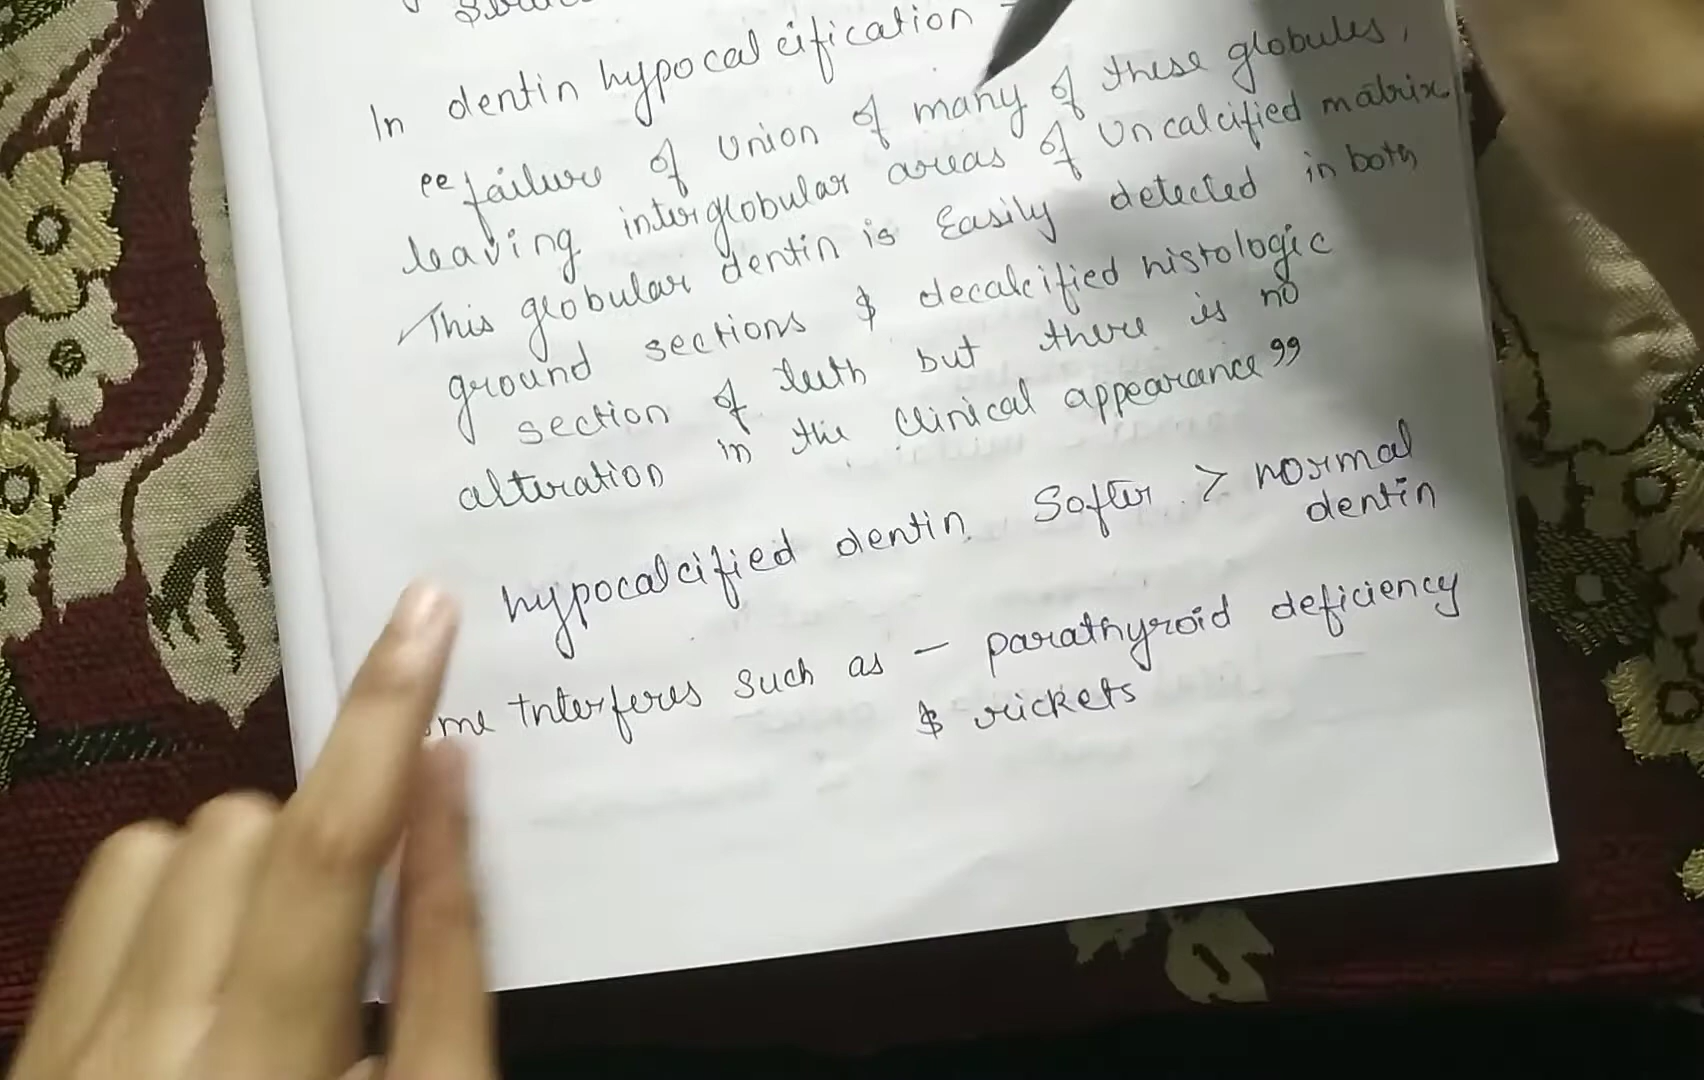 In dentin hypocalcification -
“failure of union of many of these globules,
leaving interglobular areas of uncalcified matrix
This globular dentin is Easily detected in both
ground sections & decalcified histologic
section of teeth but there is no
alteration in the clinical appearance”
hypocalcified dentin Softer > normal
dentin
Interferes such as - parathyroid deficiency
& rickets